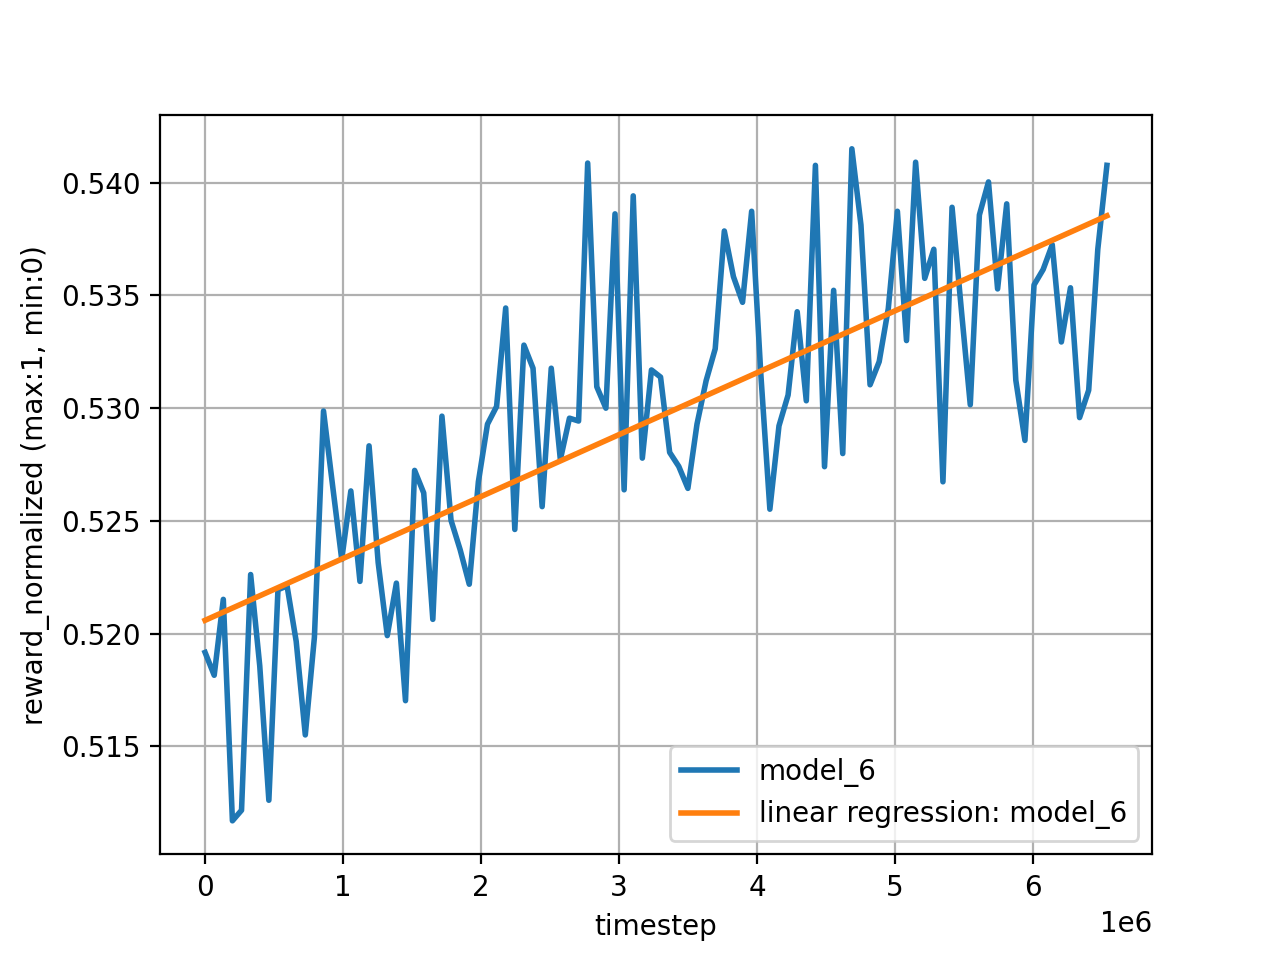 reward_normalized (max:1, min:0)
0.540
0.535
0.530
0.525
0.520
0.515
model_6
linear regression: model_6
0 1 2 3 4 5 6
1e6
timestep